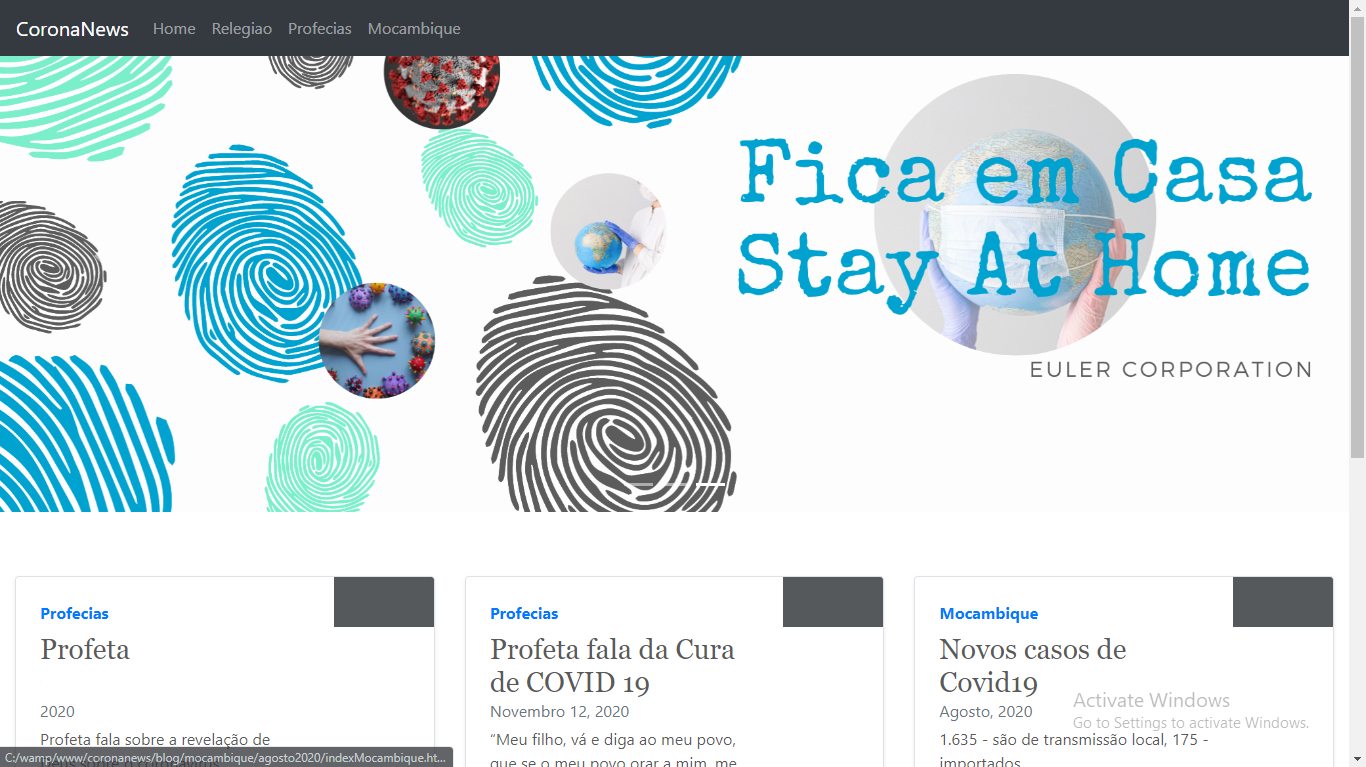 CoronaNews Home Relegiao Profecias Mocambique
Fica em Casa
Stay At Home
EULER CORPORATION
Profecias
Profeta
2020
Profeta fala sobre a revelação de
Profecias
Profeta fala da Cura
de COVID 19
Novembro 12, 2020
“Meu filho, vá e diga ao meu povo,
que se o meu povo orar a mim, me
Mocambique
Novos casos de
Covid19
Agosto, 2020
1.635 - são de transmissão local, 175 -
importados
Activate Windows
Go to Settings to activate Windows.
C:/wamp/www/coronanews/blog/mocambique/agosto2020/indexMocambique.ht...